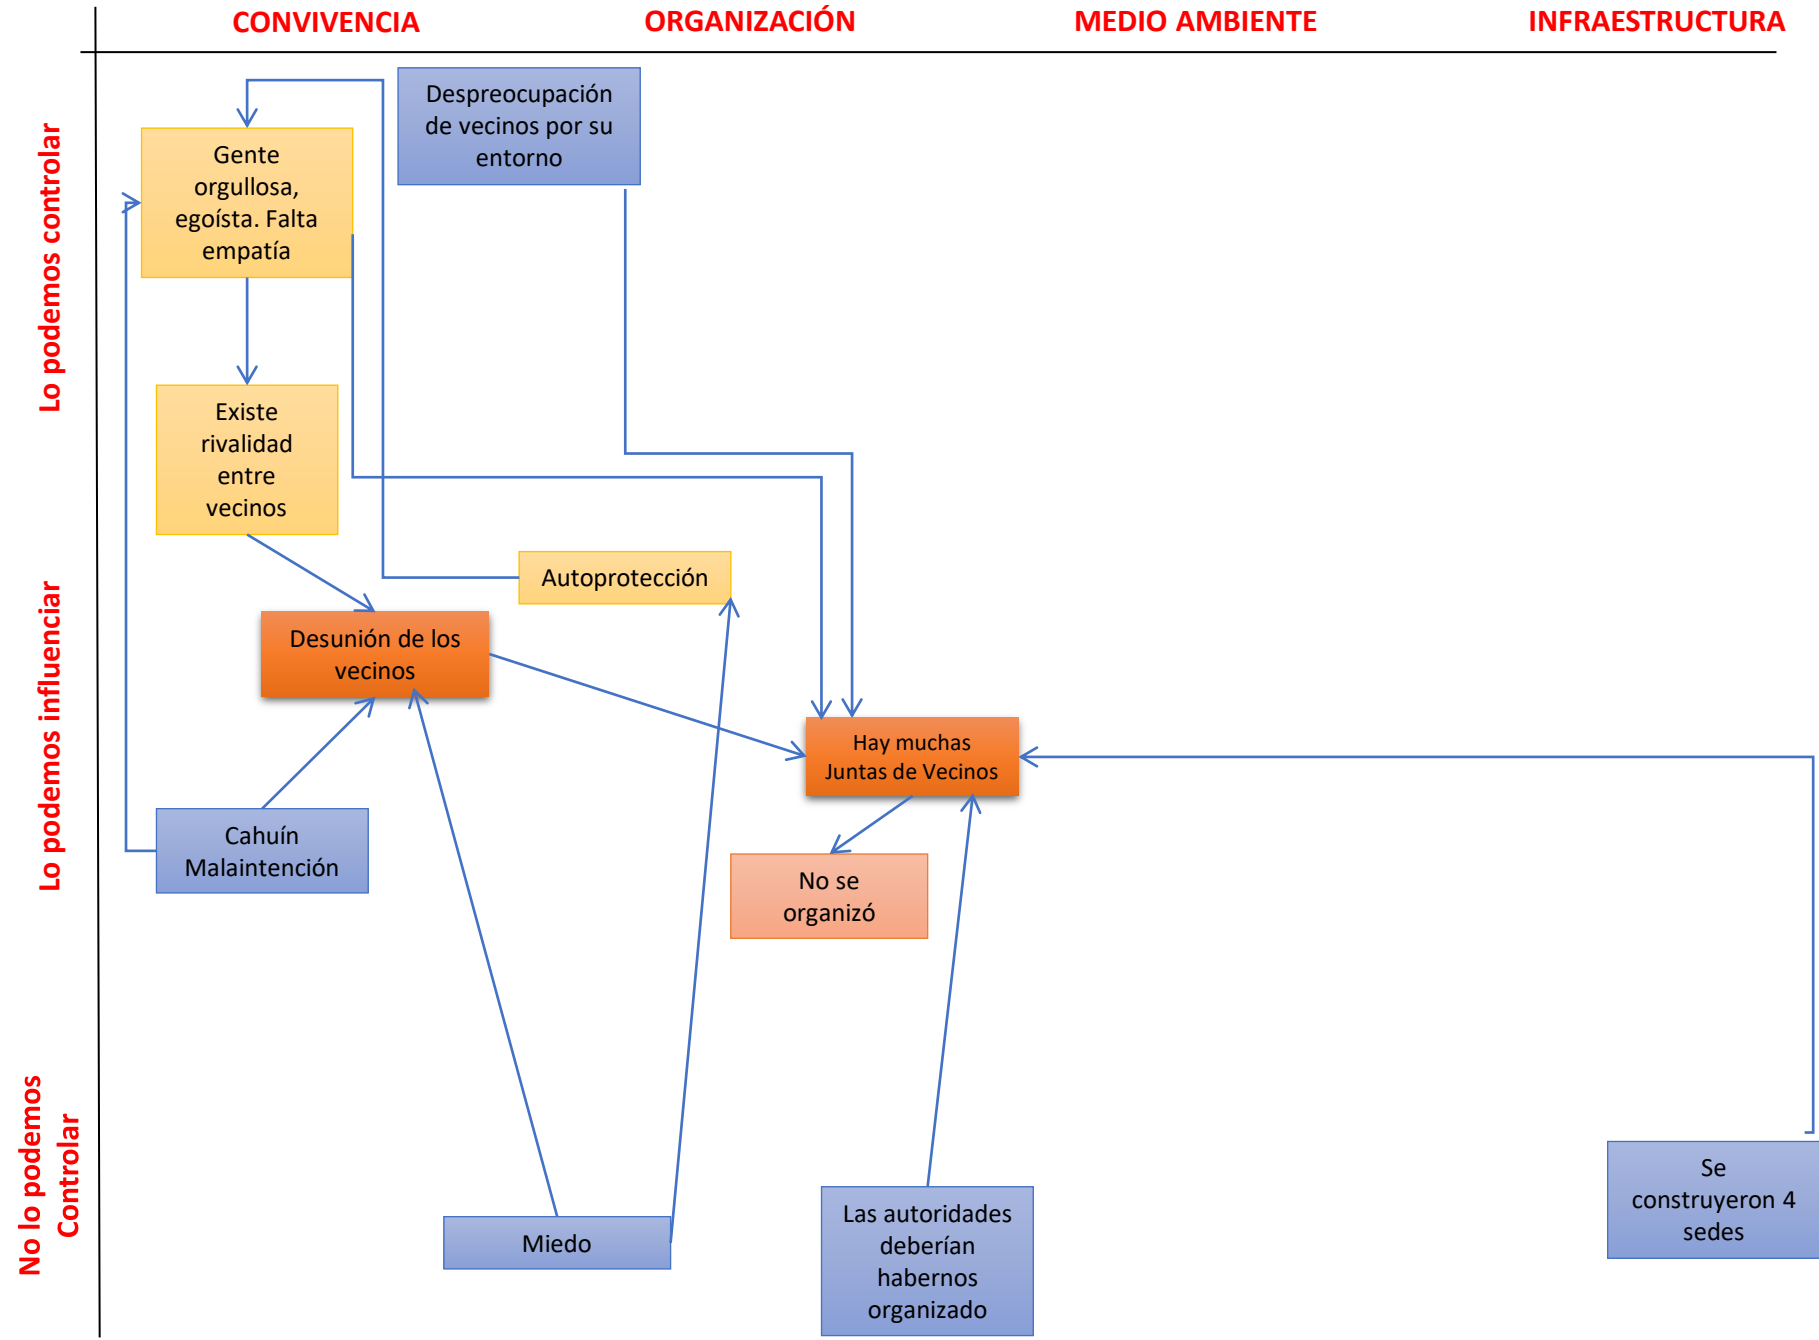 CONVIVENCIA
ORGANIZACIÓN
MEDIO AMBIENTE
INFRAESTRUCTURA
Lo podemos controlar
Despreocupación
de vecinos por su
entorno
Gente
orgullosa,
egoísta. Falta
empatía
Existe
rivalidad
entre
vecinos
Lo podemos influenciar
Autoprotección
Desunión de los
vecinos
Hay muchas
Juntas de Vecinos
Cahuín
Malaintención
No se
organizó
No lo podemos
Controlar
Miedo
Las autoridades
deberían
habernos
organizado
Se
construyeron 4
sedes